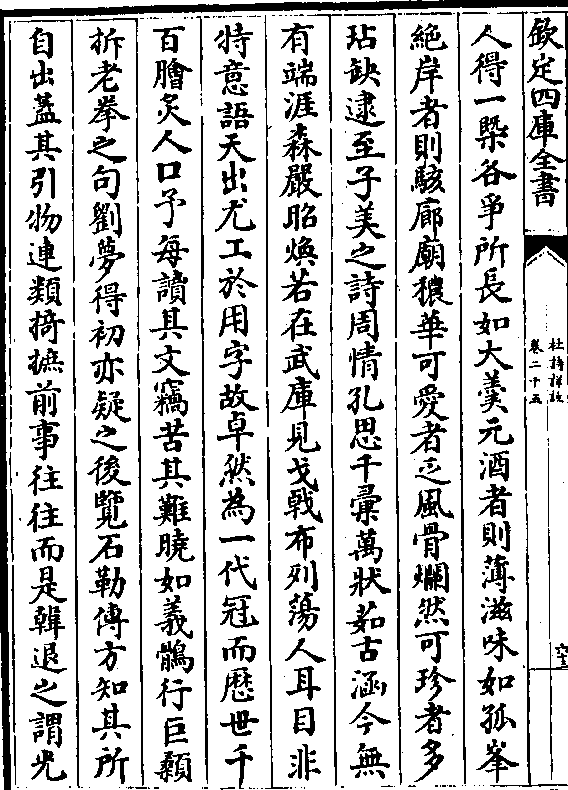 欽定四庫全書
杜詩詳註
卷二十五
人得一槩各爭所長如大羹元酒者則薄滋味如孤峯
絶岸者則駭廊廟穠華可愛者乏風骨爛然可珍者多
玷缺逮至子美之詩周情孔思千彙萬狀茹古涵今無
有端涯森嚴昭煥若在武庫見戈戟布列蕩人耳目非
特意語天出尤工於用字故卓然為一代冠而歴世千
百膾炙人口予每讀其文竊苦其難曉如義鶻行巨顙
拆老拳之句劉夢得初亦疑之後覽石勒傳方知其所
自出蓋其引物連類掎摭前事往往而是韓退之謂光